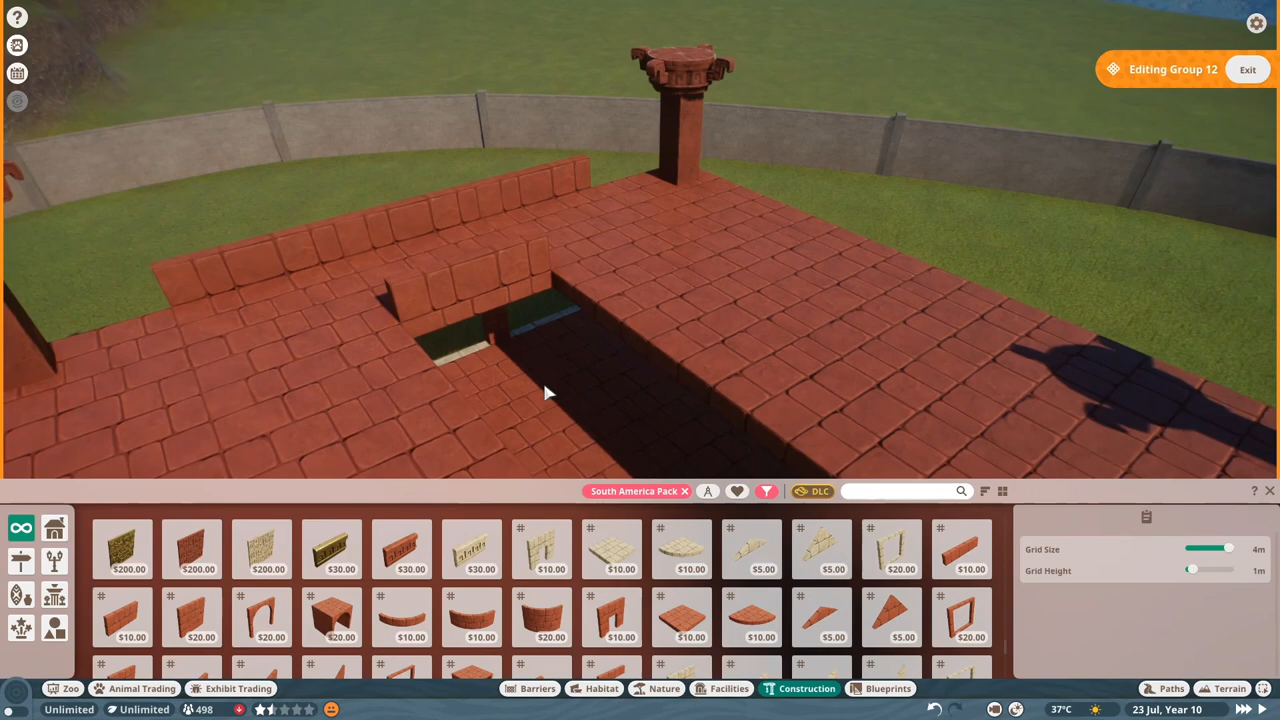 ?
Editing Group 12 Exit
South America Pack × DLC ? ×
$200.00 $200.00 $200.00 $30.00 $30.00 $30.00 $10.00 $10.00 $10.00 $5.00 $5.00 $20.00 $10.00
Grid Size 4m
Grid Height 1m
$10.00 $20.00 $20.00 $20.00 $10.00 $10.00 $20.00 $10.00 $10.00 $10.00 $5.00 $5.00 $20.00
Zoo Animal Trading Exhibit Trading Barriers Habitat Nature Facilities Construction Blueprints Paths Terrain
Unlimited Unlimited 498 37°C 23 Jul, Year 10